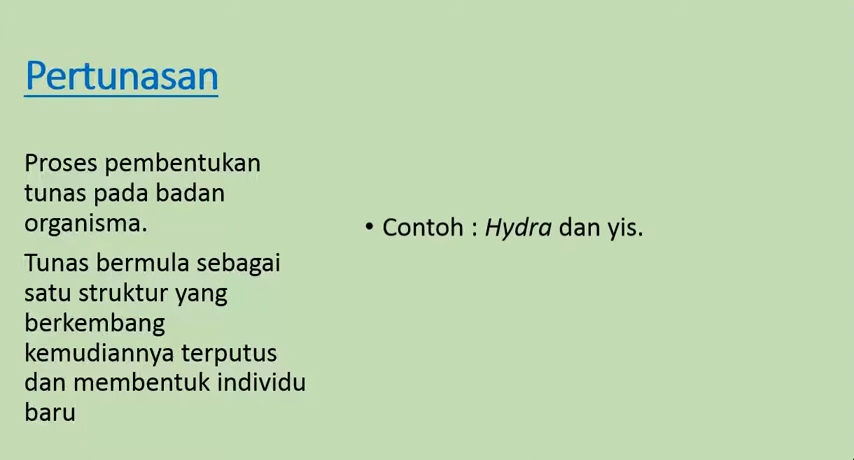 Pertunasan
Proses pembentukan
tunas pada badan
organisma.
Tunas bermula sebagai
satu struktur yang
berkembang
kemudiannya terputus
dan membentuk individu
baru
• Contoh : Hydra dan yis.